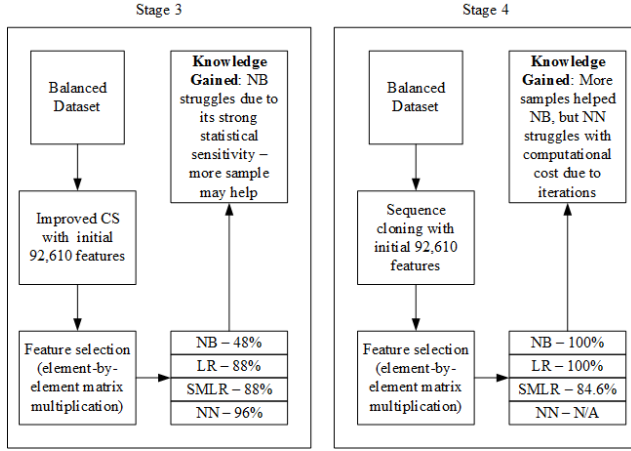 Stage 3
Balanced
Dataset
Improved CS
with initial
92,610 features
Feature selection
(element-by-
element matrix
multiplication)
NB – 48%
LR – 88%
SMLR – 88%
NN – 96%
Knowledge
Gained: NB
struggles due to
its strong
statistical
sensitivity –
more sample
may help
Stage 4
Balanced
Dataset
Sequence
cloning with
initial 92,610
features
Feature selection
(element-by-
element matrix
multiplication)
NB – 100%
LR – 100%
SMLR – 84.6%
NN – N/A
Knowledge
Gained: More
samples helped
NB, but NN
struggles with
computational
cost due to
iterations